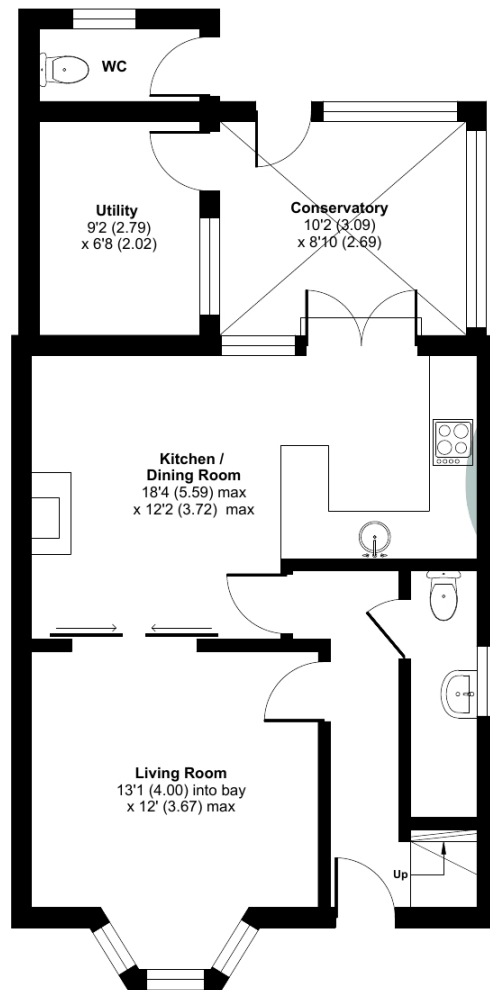 WC
Utility
9'2 (2.79)
x 6'8 (2.02)
Conservatory
10'2 (3.09)
x 8'10 (2.69)
Kitchen /
Dining Room
18'4 (5.59) max
x 12'2 (3.72) max
Living Room
13'1 (4.00) into bay
x 12' (3.67) max
Up